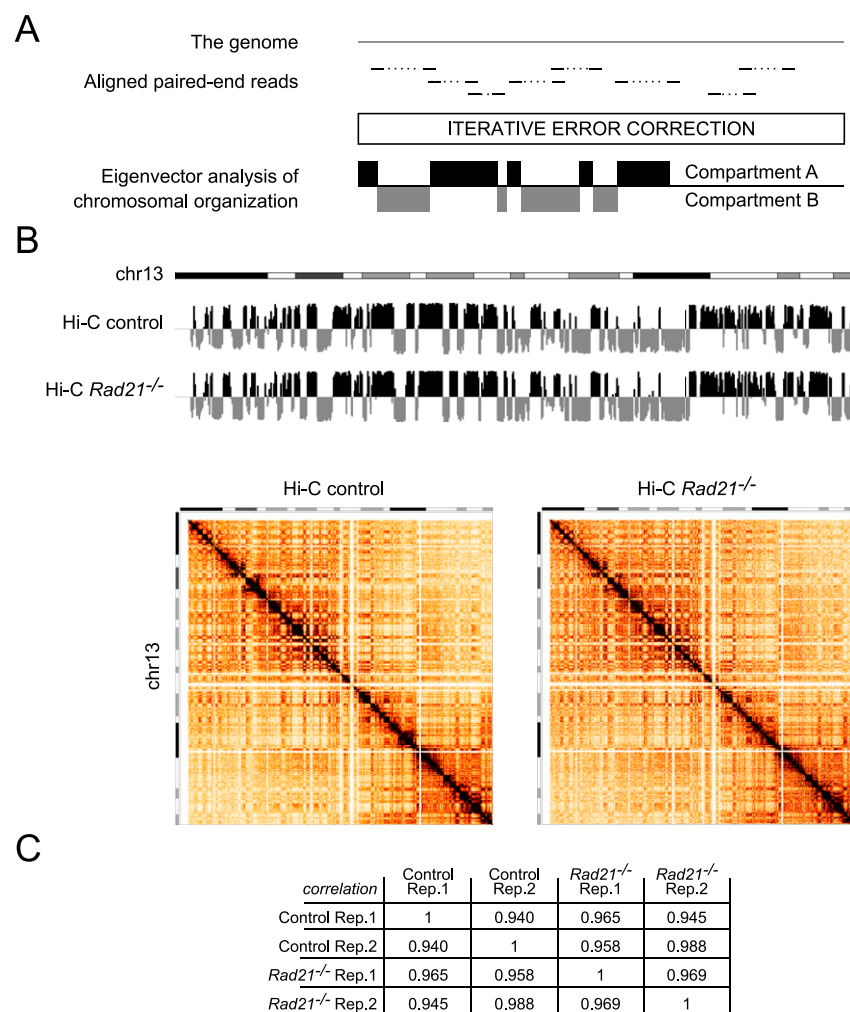 A
The genome
Aligned paired-end reads
ITERATIVE ERROR CORRECTION
Eigenvector analysis of
chromosomal organization
Compartment A
Compartment B
B
chr13
Hi-C control
Hi-C Rad21-/-
Hi-C control
Hi-C Rad21-/-
chr13
C
correlation Control Rep.1 Control Rep.2 Rad21-/- Rep.1 Rad21-/- Rep.2
Control Rep.1 1 0.940 0.965 0.945
Control Rep.2 0.940 1 0.958 0.988
Rad21-/- Rep.1 0.965 0.958 1 0.969
Rad21-/- Rep.2 0.945 0.988 0.969 1